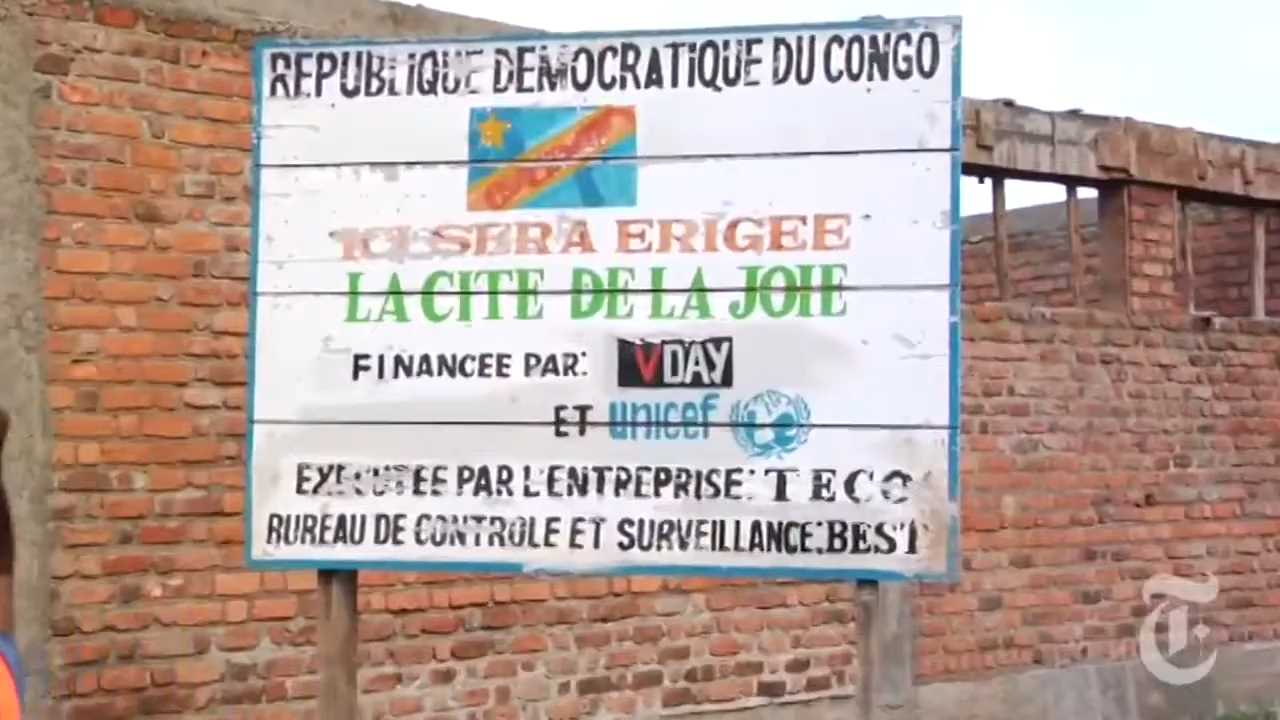 REPUBLIQUE DEMOCRATIQUE DU CONGO
ICI SERA ERIGEE
LA CITE DE LA JOIE
FINANCEE PAR: VDAY
ET unicef
EXECUTEE PAR L'ENTREPRISE: TECO
BUREAU DE CONTROLE ET SURVEILLANCE:BEST
T